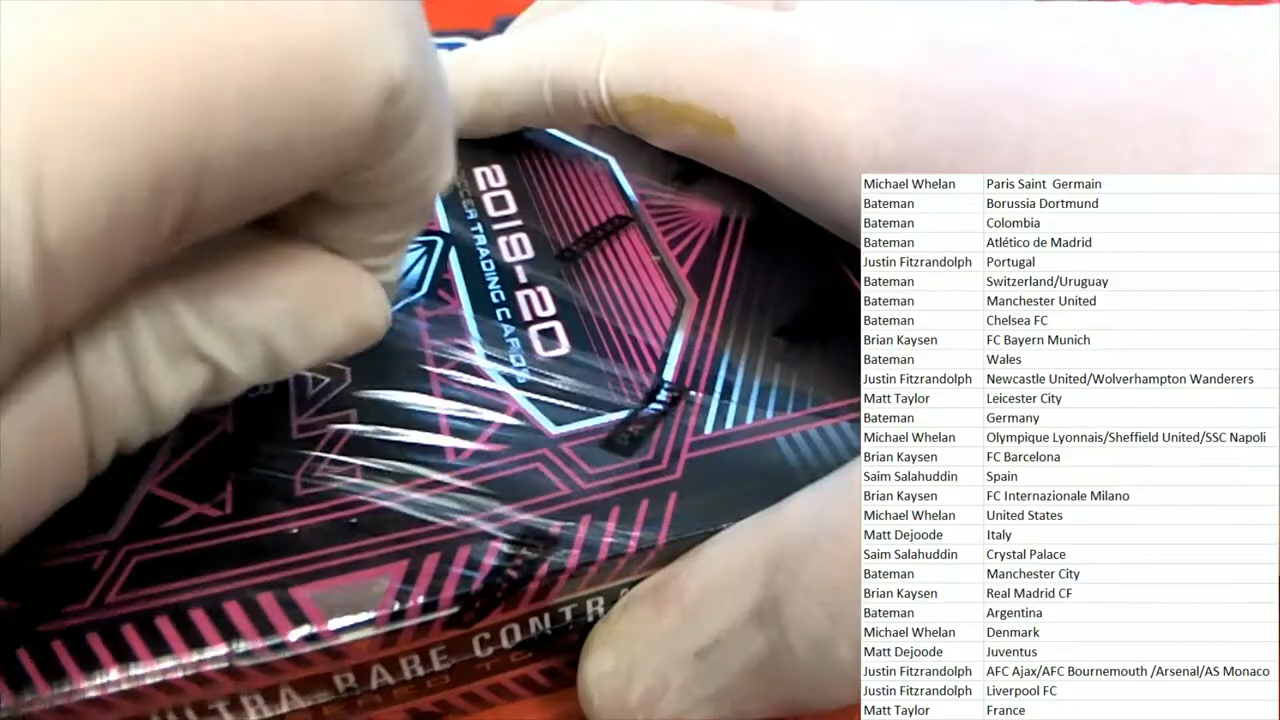 2019-20
SOCCER TRADING CARDS
ULTRA-RARE CONTRA
Michael Whelan Paris Saint Germain
Bateman Borussia Dortmund
Bateman Colombia
Bateman Atlético de Madrid
Justin Fitzrandolph Portugal
Bateman Switzerland/Uruguay
Bateman Manchester United
Bateman Chelsea FC
Brian Kaysen FC Bayern Munich
Bateman Wales
Justin Fitzrandolph Newcastle United/Wolverhampton Wanderers
Matt Taylor Leicester City
Bateman Germany
Michael Whelan Olympique Lyonnais/Sheffield United/SSC Napoli
Brian Kaysen FC Barcelona
Saim Salahuddin Spain
Brian Kaysen FC Internazionale Milano
Michael Whelan United States
Matt Dejoode Italy
Saim Salahuddin Crystal Palace
Bateman Manchester City
Brian Kaysen Real Madrid CF
Bateman Argentina
Michael Whelan Denmark
Matt Dejoode Juventus
Justin Fitzrandolph AFC Ajax/AFC Bournemouth /Arsenal/AS Monaco
Justin Fitzrandolph Liverpool FC
Matt Taylor France